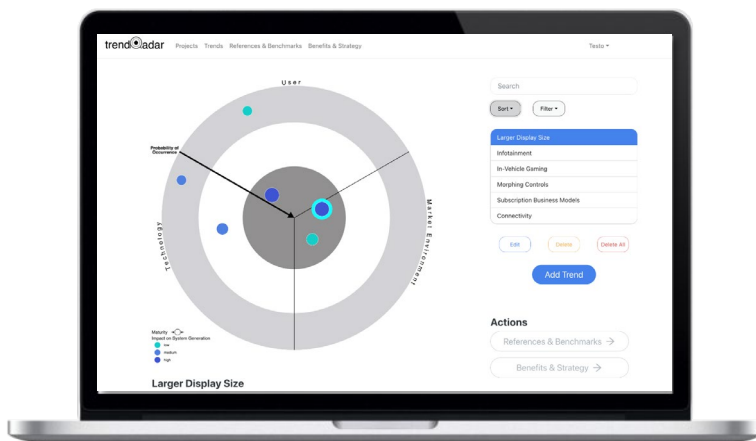 trendRadar
Projects Trends References & Benchmarks Benefits & Strategy
Testo
User
Probability of
Occurrence
Technology
Market Environment
Maturity
Impact on System Generation
low
medium
high
Larger Display Size
Search
Sort
Filter
Larger Display Size
Infotainment
In-Vehicle Gaming
Morphing Controls
Subscription Business Models
Connectivity
Edit
Delete
Delete All
Add Trend
Actions
References & Benchmarks →
Benefits & Strategy →